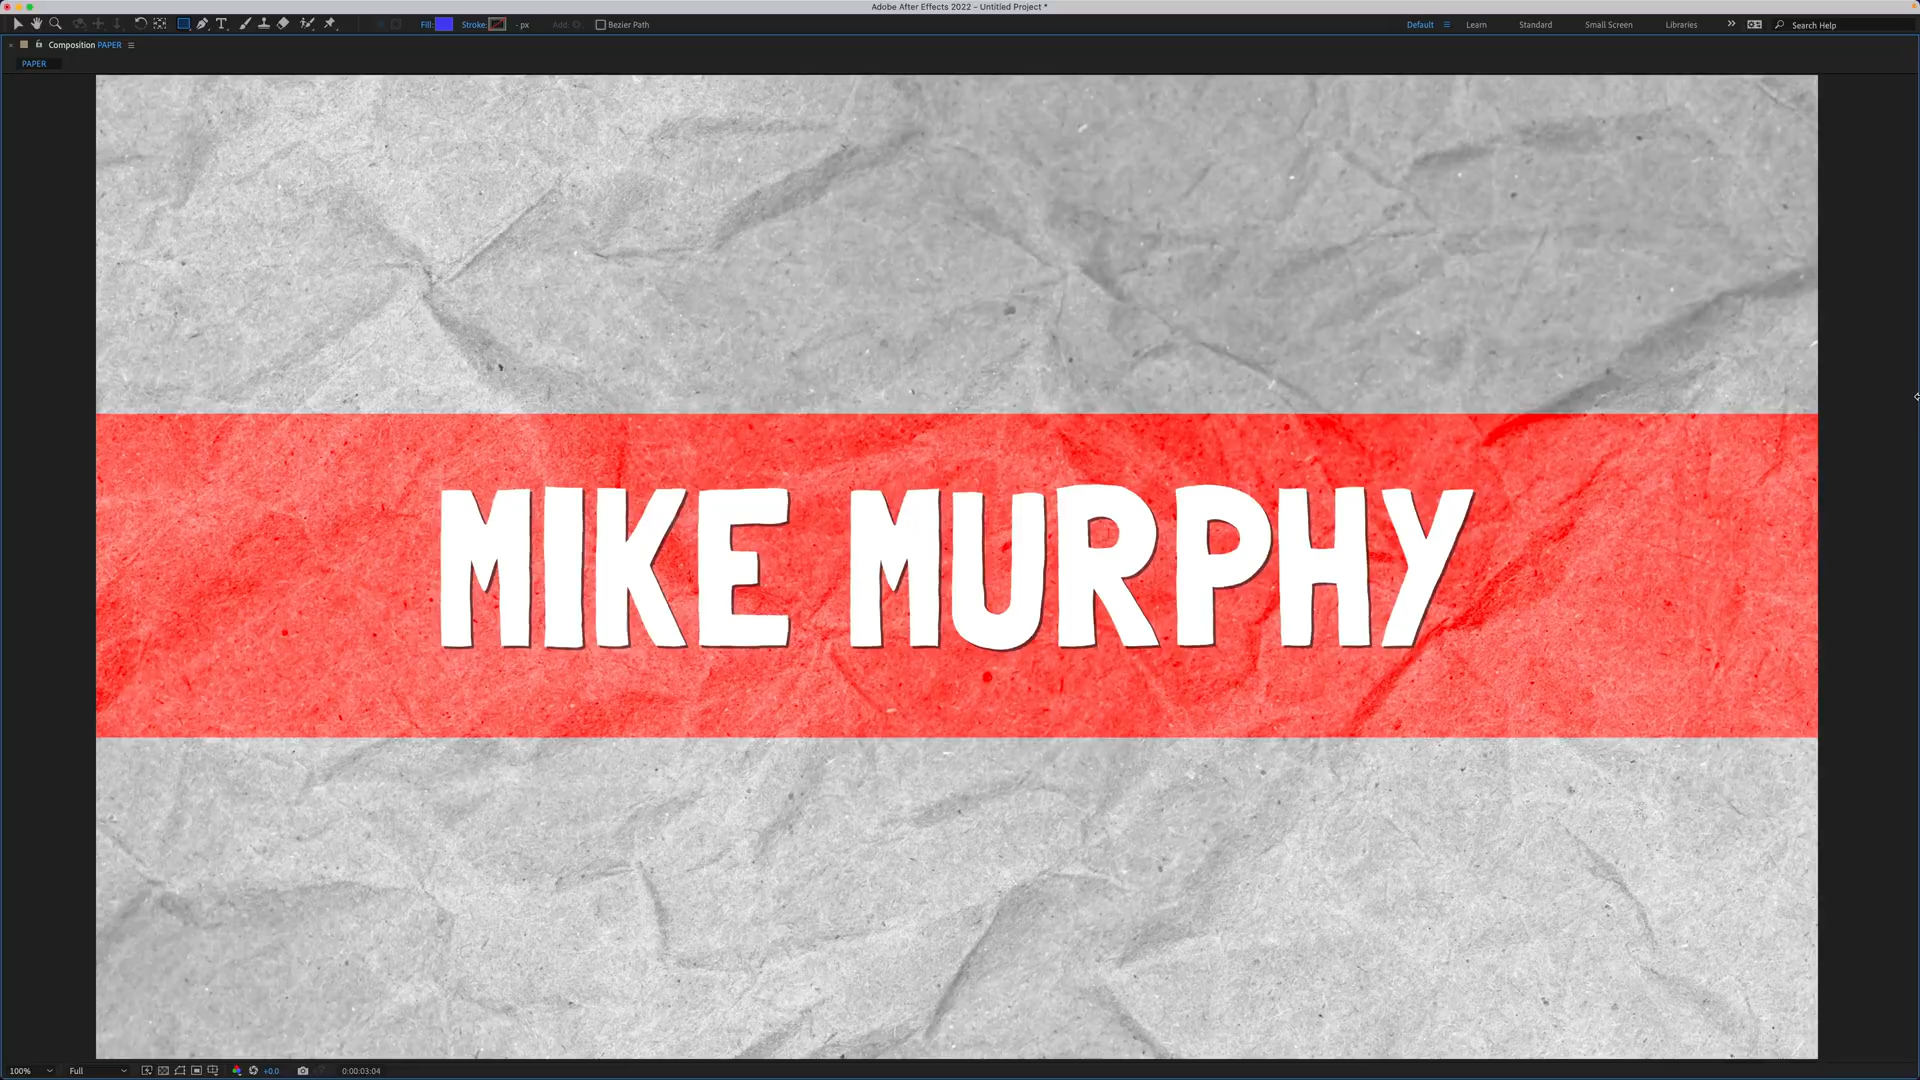 Adobe After Effects 2022 - Untitled Project *
Fill: Stroke: - px Add: Bezier Path Default Learn Standard Small Screen Libraries Search Help
Composition PAPER
PAPER
MIKE MURPHY
100% Full +0.0 0:00:03:04